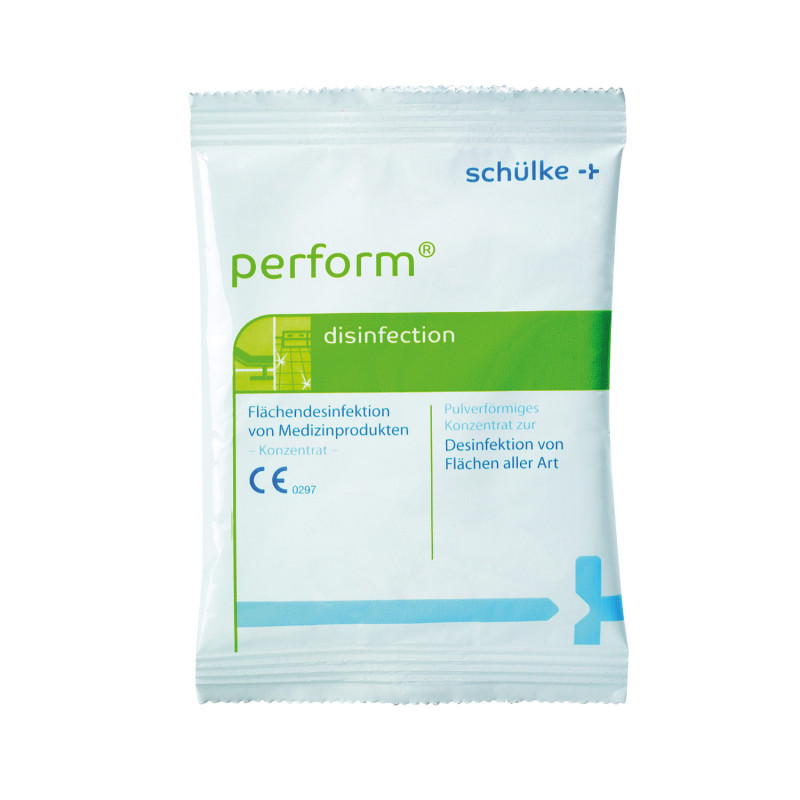 schülke -+
perform®
disinfection
Flächendesinfektion
von Medizinprodukten
– Konzentrat –
CE 0297
Pulverförmiges
Konzentrat zur
Desinfektion von
Flächen aller Art